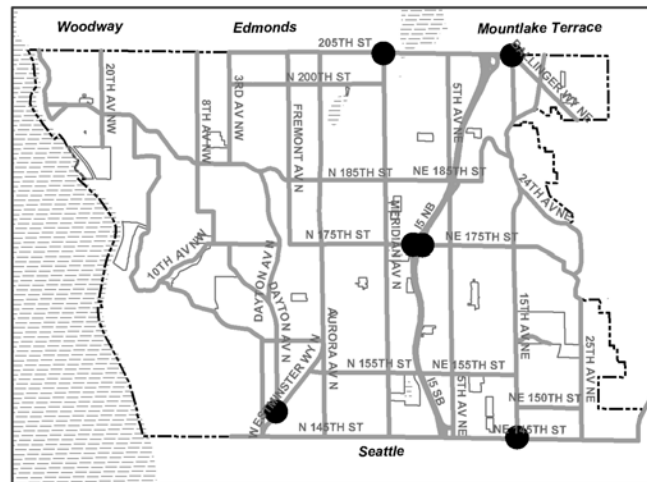 Woodway
Edmonds
Mountlake Terrace
205TH ST
BALLINGER WY NE
N 200TH ST
20TH AV NW
8TH AV NW
3RD AV NW
FREMONT AV N
5TH AV NE
N 185TH ST
NE 185TH ST
24TH AV NE
MERIDIAN AV N
I5 NB
N 175TH ST
NE 175TH ST
10TH AV NW
DAYTON AV N
DAYTON AV N
AURORA AV N
15TH AV NE
25TH AV NE
WESTMINSTER WY N
N 155TH ST
NE 155TH ST
I5 SB
5TH AV NE
NE 150TH ST
N 145TH ST
NE 145TH ST
Seattle